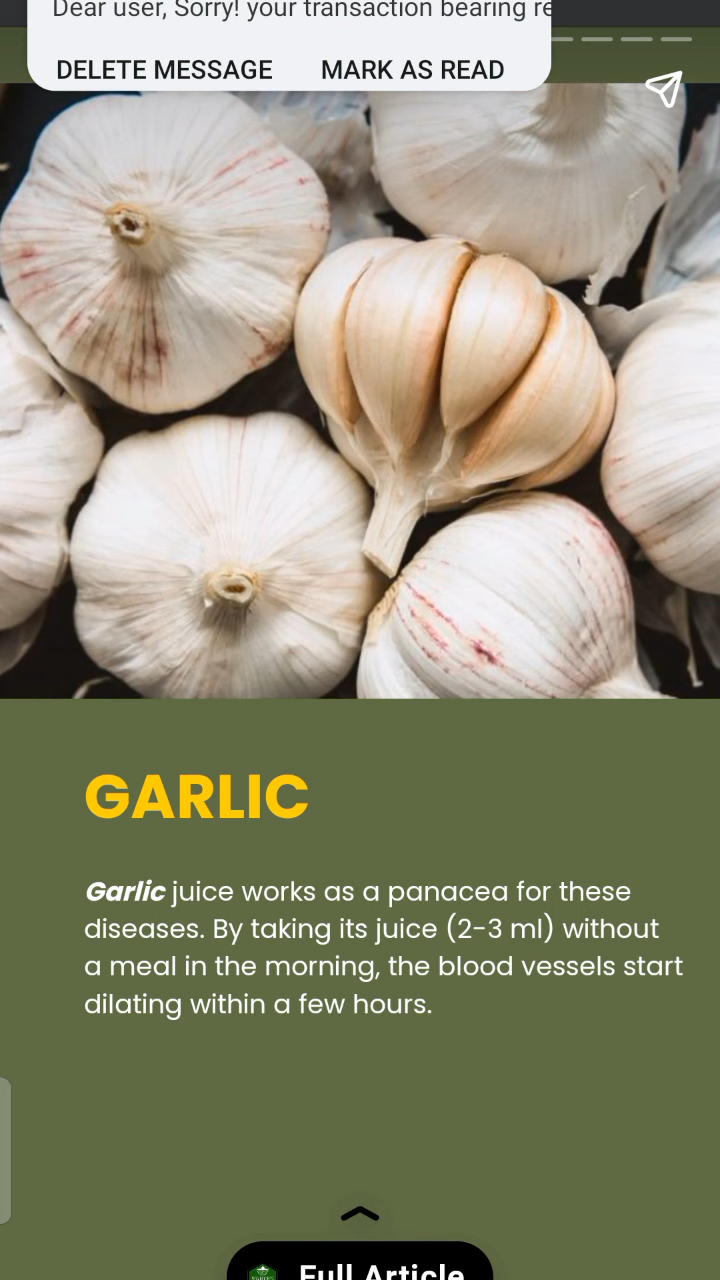 Dear user, Sorry! your transaction bearing
DELETE MESSAGE MARK AS READ
GARLIC
Garlic juice works as a panacea for these
diseases. By taking its juice (2-3 ml) without
a meal in the morning, the blood vessels start
dilating within a few hours.
Full Article